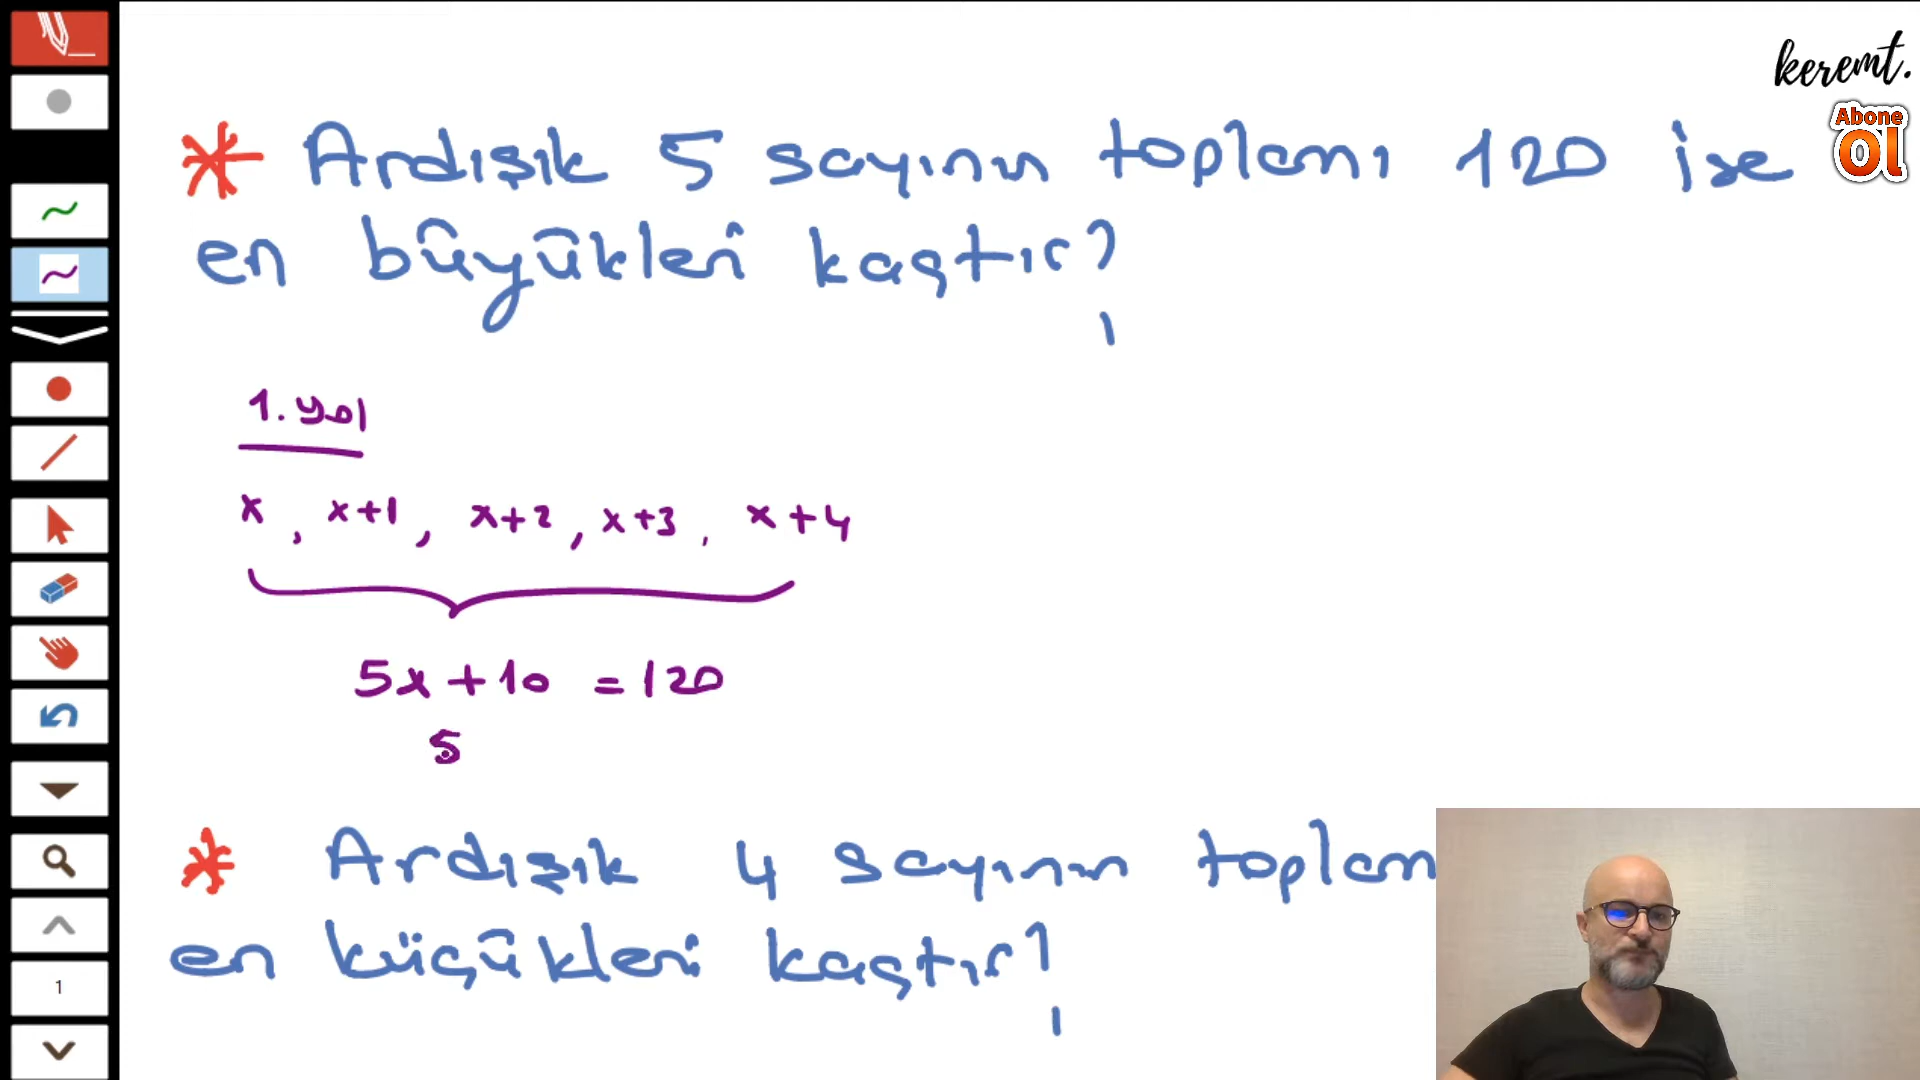 keremt.
Abone
Ol
* Ardışık 5 sayının toplamı 120 ise
en büyükleri kaçtır?
1. yol
x , x+1 , x+2 , x+3 , x+4
5x + 10 = 120
5
* Ardışık 4 sayının toplam
en küçükleri kaçtır?
1